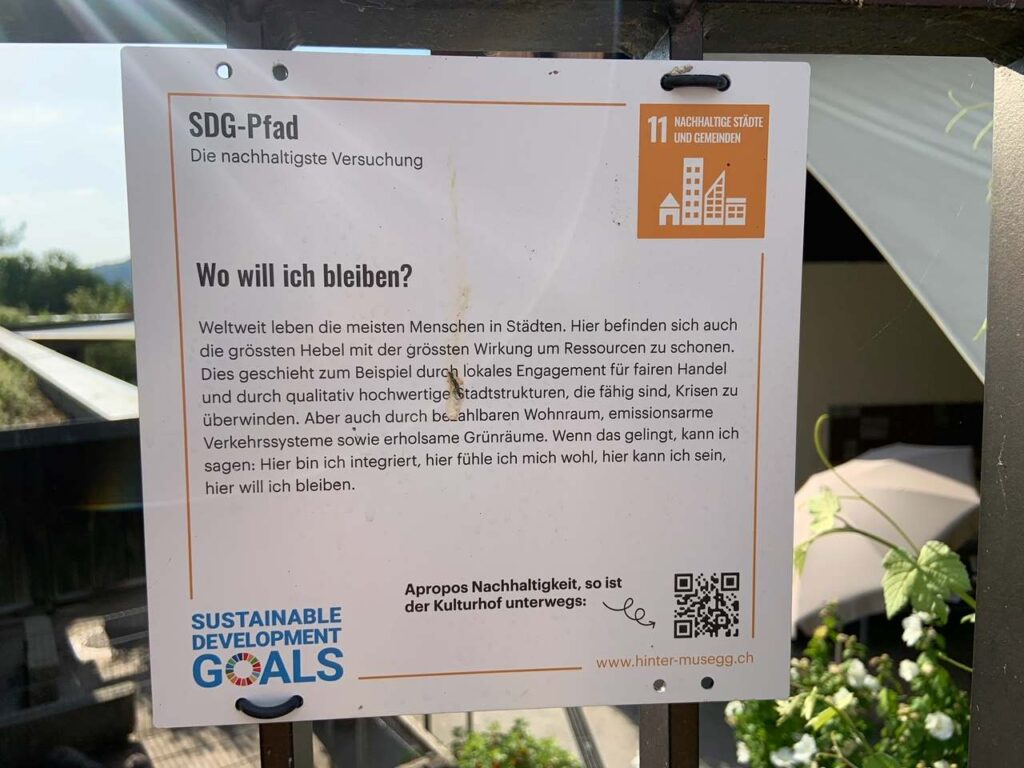 SDG-Pfad
Die nachhaltigste Versuchung
11 NACHHALTIGE STÄDTE
UND GEMEINDEN
Wo will ich bleiben?
Weltweit leben die meisten Menschen in Städten. Hier befinden sich auch
die grössten Hebel mit der grössten Wirkung um Ressourcen zu schonen.
Dies geschieht zum Beispiel durch lokales Engagement für fairen Handel
und durch qualitativ hochwertige Stadtstrukturen, die fähig sind, Krisen zu
überwinden. Aber auch durch bezahlbaren Wohnraum, emissionsarme
Verkehrssysteme sowie erholsame Grünräume. Wenn das gelingt, kann ich
sagen: Hier bin ich integriert, hier fühle ich mich wohl, hier kann ich sein,
hier will ich bleiben.
Apropos Nachhaltigkeit, so ist
der Kulturhof unterwegs:
SUSTAINABLE
DEVELOPMENT
GOALS
www.hinter-musegg.ch